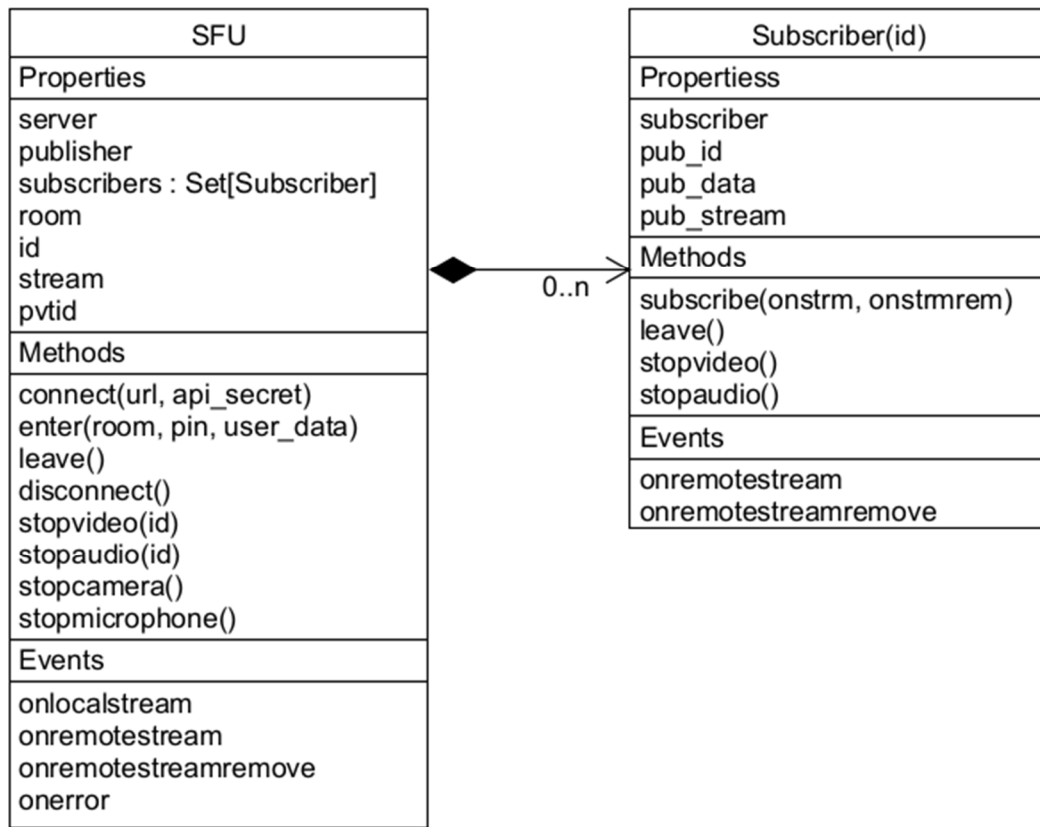 SFU
Properties
server
publisher
subscribers : Set[Subscriber]
room
id
stream
pvtid
Methods
connect(url, api_secret)
enter(room, pin, user_data)
leave()
disconnect()
stopvideo(id)
stopaudio(id)
stopcamera()
stopmicrophone()
Events
onlocalstream
onremotestream
onremotestreamremove
onerror
0..n
Subscriber(id)
Propertiess
subscriber
pub_id
pub_data
pub_stream
Methods
subscribe(onstrm, onstrmrem)
leave()
stopvideo()
stopaudio()
Events
onremotestream
onremotestreamremove